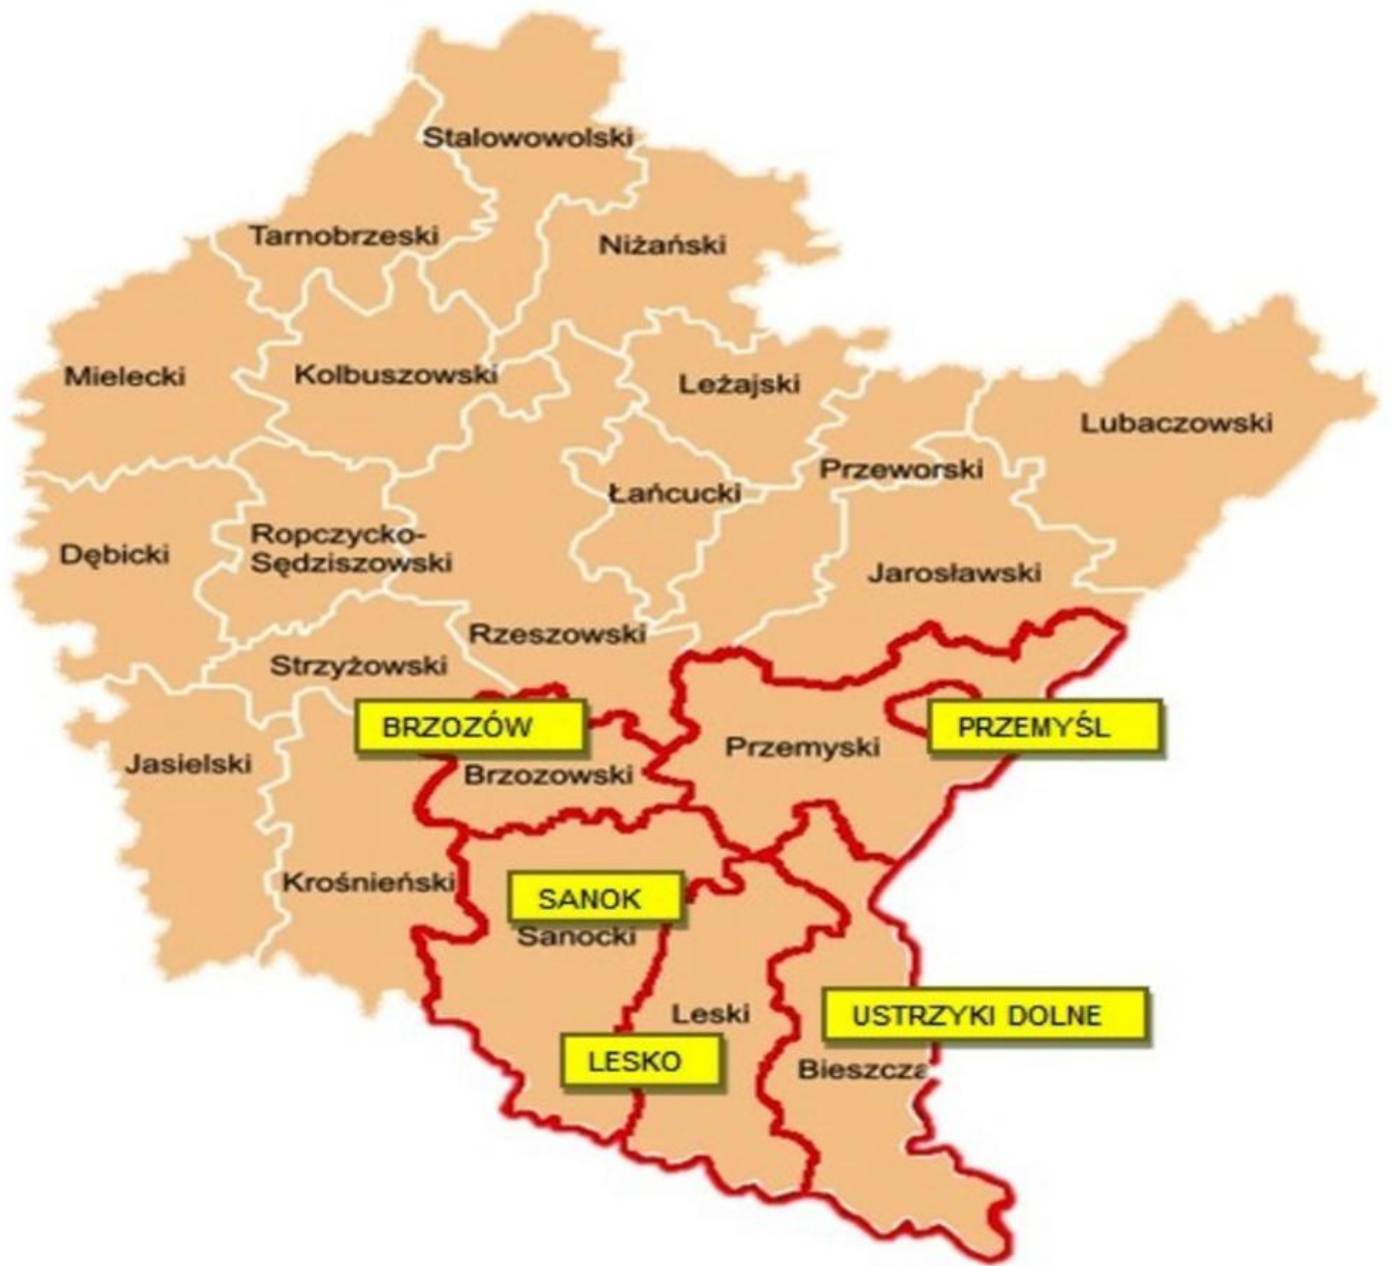 Stalowowolski
Tarnobrzeski
Niżański
Mielecki
Kolbuszowski
Leżajski
Lubaczowski
Przeworski
Łańcucki
Ropczycko-
Sędziszowski
Dębicki
Jarosławski
Rzeszowski
Strzyżowski
BRZOZÓW
PRZEMYŚL
Przemyski
Jasielski
Brzozowski
Krośnieński
SANOK
Sanocki
Leski
USTRZYKI DOLNE
LESKO
Bieszcza